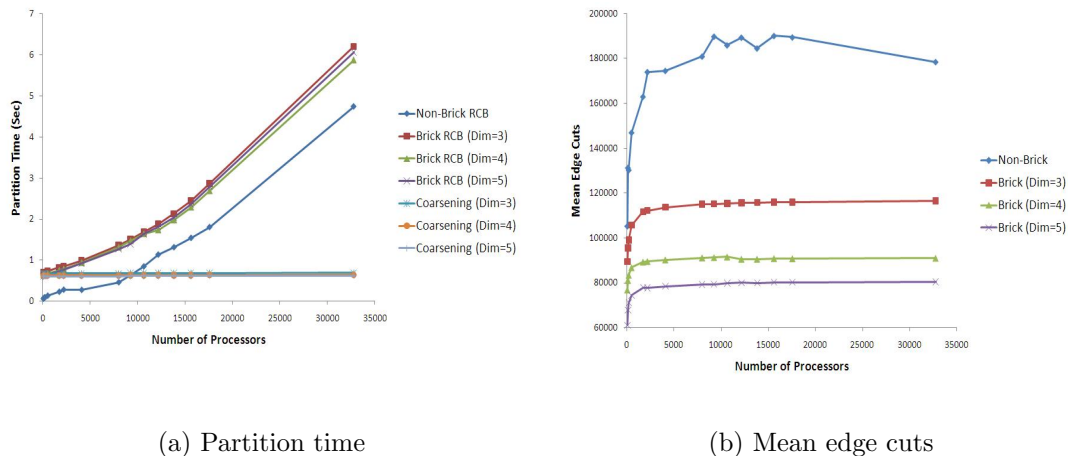 7
6
5
4
3
2
1
0
0
5000
10000
15000
20000
25000
30000
35000
Partition Time (Sec)
Number of Processors
Non-Brick RCB
Brick RCB (Dim=3)
Brick RCB (Dim=4)
Brick RCB (Dim=5)
Coarsening (Dim=3)
Coarsening (Dim=4)
Coarsening (Dim=5)
(a) Partition time
200000
180000
160000
140000
120000
100000
80000
60000
0
5000
10000
15000
20000
25000
30000
35000
Mean Edge Cuts
Number of Processors
Non-Brick
Brick (Dim=3)
Brick (Dim=4)
Brick (Dim=5)
(b) Mean edge cuts